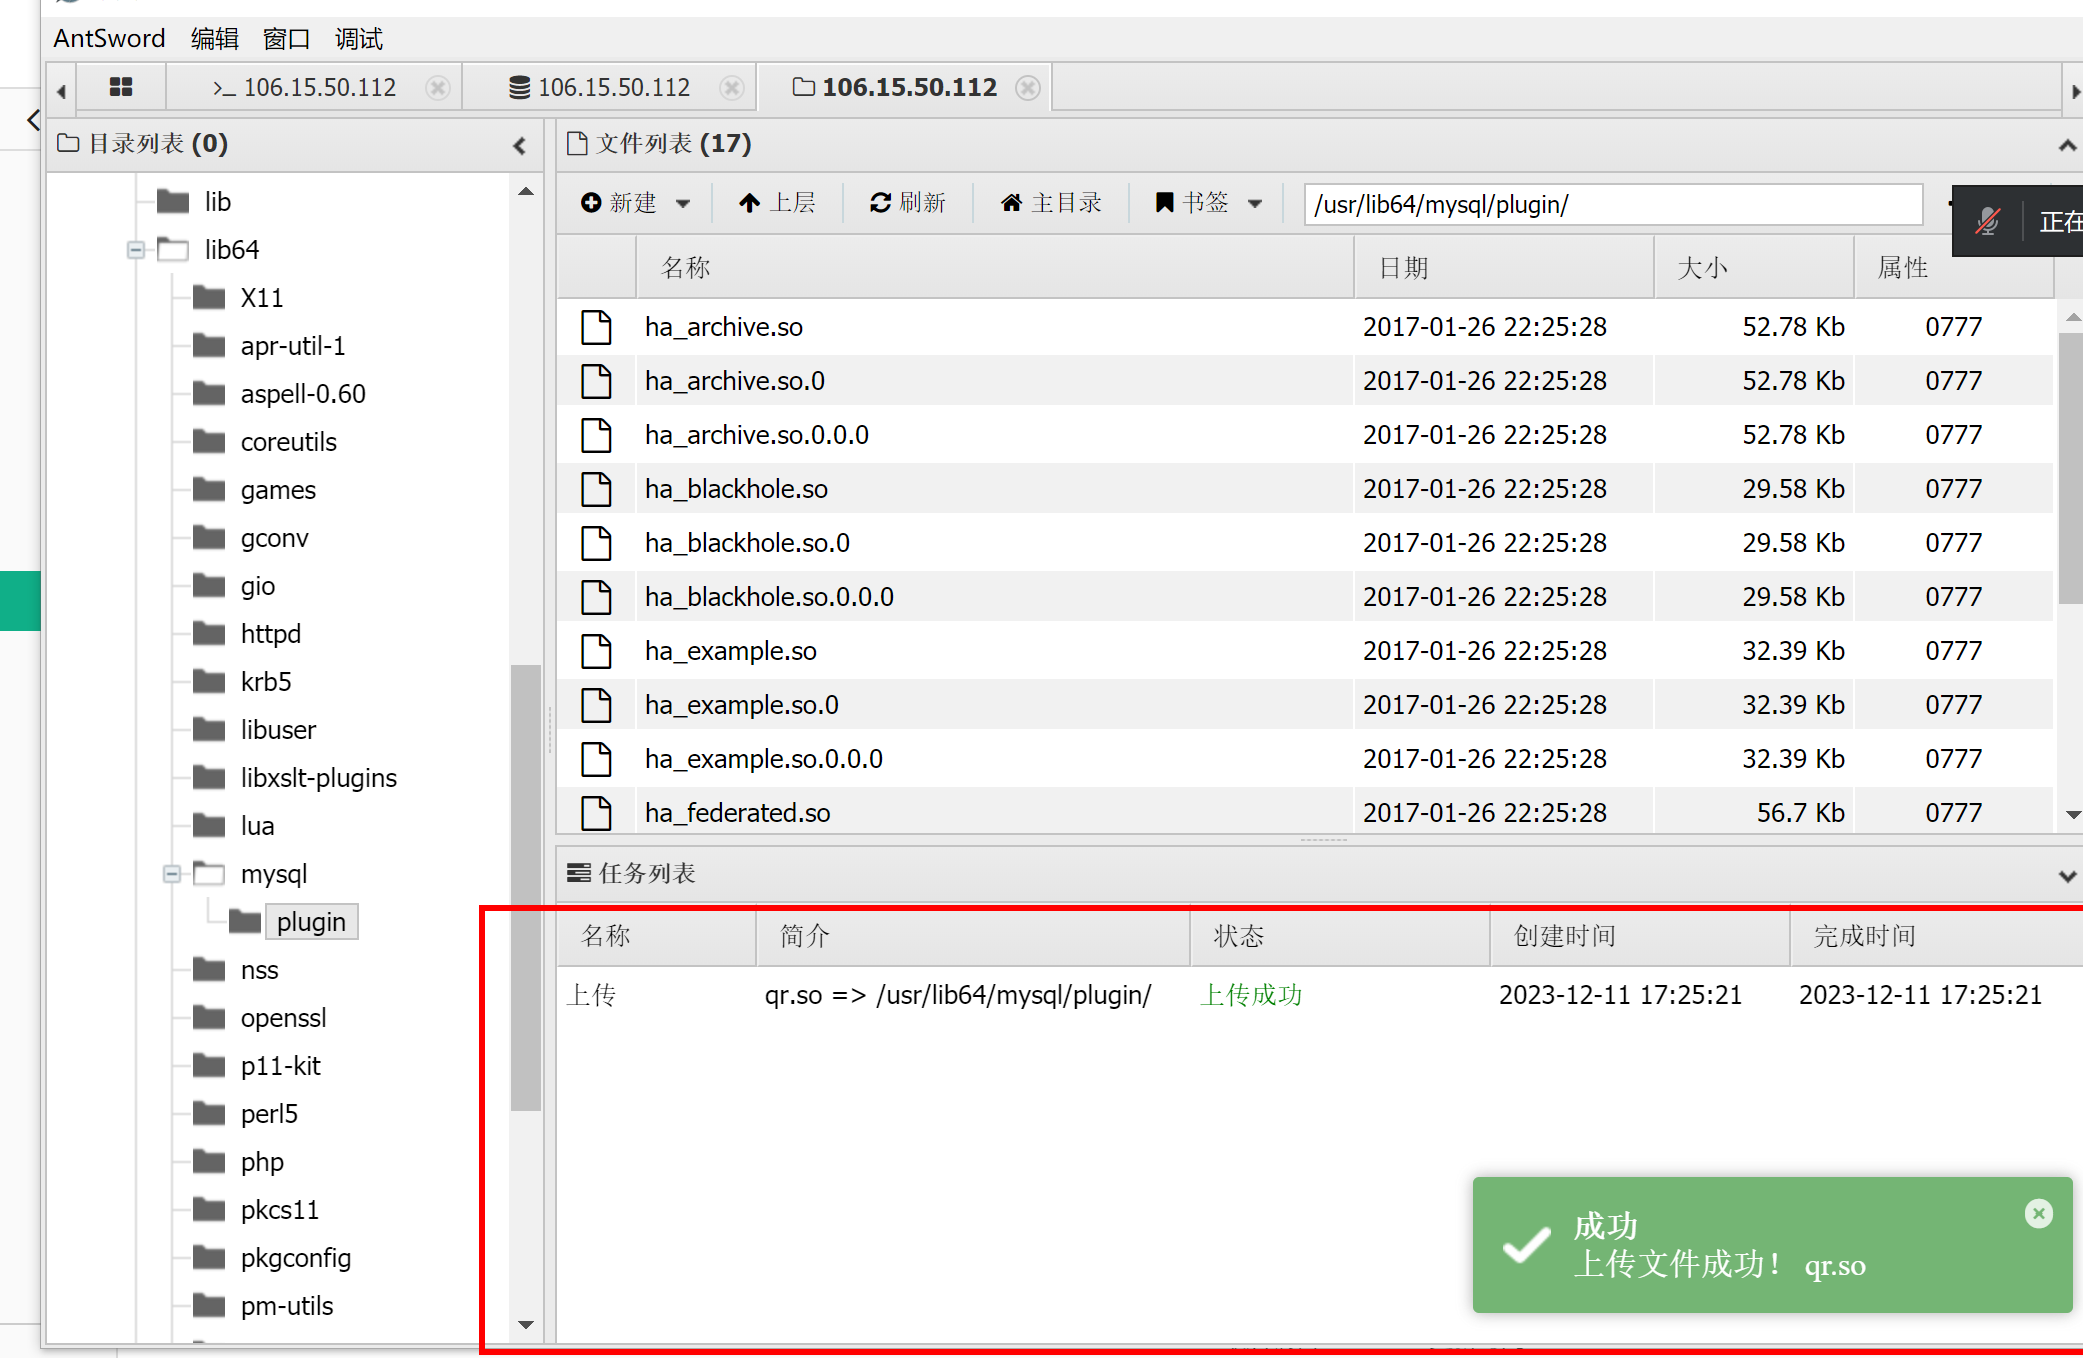 AntSword 编辑 窗口 调试
>_ 106.15.50.112 106.15.50.112 106.15.50.112
目录列表 (0)
lib
lib64
X11
apr-util-1
aspell-0.60
coreutils
games
gconv
gio
httpd
krb5
libuser
libxslt-plugins
lua
mysql
plugin
nss
openssl
p11-kit
perl5
php
pkcs11
pkgconfig
pm-utils
文件列表 (17)
新建 上层 刷新 主目录 书签 /usr/lib64/mysql/plugin/
正在
名称 日期 大小 属性
ha_archive.so 2017-01-26 22:25:28 52.78 Kb 0777
ha_archive.so.0 2017-01-26 22:25:28 52.78 Kb 0777
ha_archive.so.0.0.0 2017-01-26 22:25:28 52.78 Kb 0777
ha_blackhole.so 2017-01-26 22:25:28 29.58 Kb 0777
ha_blackhole.so.0 2017-01-26 22:25:28 29.58 Kb 0777
ha_blackhole.so.0.0.0 2017-01-26 22:25:28 29.58 Kb 0777
ha_example.so 2017-01-26 22:25:28 32.39 Kb 0777
ha_example.so.0 2017-01-26 22:25:28 32.39 Kb 0777
ha_example.so.0.0.0 2017-01-26 22:25:28 32.39 Kb 0777
ha_federated.so 2017-01-26 22:25:28 56.7 Kb 0777
任务列表
名称 简介 状态 创建时间 完成时间
上传 qr.so => /usr/lib64/mysql/plugin/ 上传成功 2023-12-11 17:25:21 2023-12-11 17:25:21
成功
上传文件成功！ qr.so